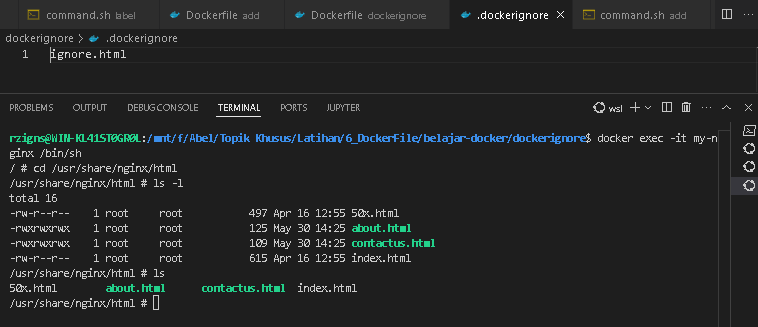 command.sh label Dockerfile add Dockerfile dockerignore .dockerignore command.sh add
dockerignore > .dockerignore
1 ignore.html
PROBLEMS OUTPUT DEBUG CONSOLE TERMINAL PORTS JUPYTER wsl
rzigns@WIN-KL415T0GR0L:/mnt/f/Abel/Topik Khusus/Latihan/6_Dockerfile/belajar-docker/dockerignore$ docker exec -it my-n
ginx /bin/sh
/ # cd /usr/share/nginx/html
/usr/share/nginx/html # ls -l
total 16
-rw-r--r-- 1 root root 497 Apr 16 12:55 50x.html
-rwxrwxrwx 1 root root 125 May 30 14:25 about.html
-rwxrwxrwx 1 root root 109 May 30 14:25 contactus.html
-rw-r--r-- 1 root root 615 Apr 16 12:55 index.html
/usr/share/nginx/html # ls
50x.html about.html contactus.html index.html
/usr/share/nginx/html #